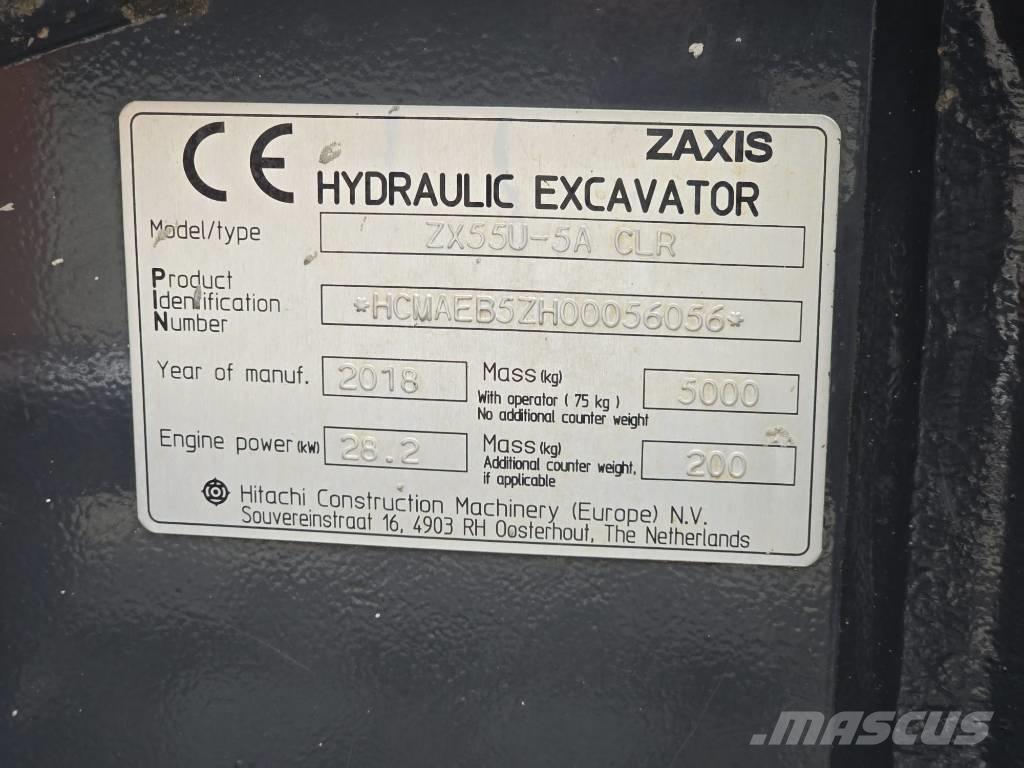 CE ZAXIS
HYDRAULIC EXCAVATOR
Model/type ZX55U-5A CLR
Product
Identification
Number *HCMAEB5ZH00056056*
Year of manuf. 2018 Mass (kg) 5000
With operator ( 75 kg )
No additional counter weight
Engine power (kW) 28.2 Mass (kg) 200
Additional counter weight,
if applicable
Hitachi Construction Machinery (Europe) N.V.
Souvereinstraat 16, 4903 RH Oosterhout, The Netherlands
.MASCUS